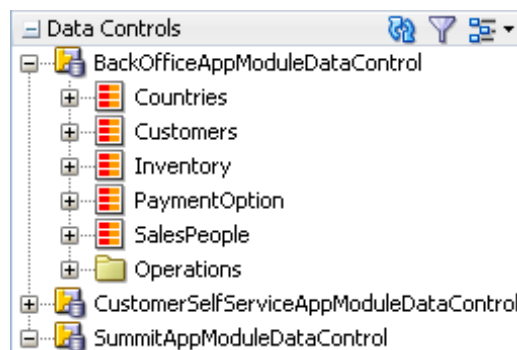 Data Controls
BackOfficeAppModuleDataControl
Countries
Customers
Inventory
PaymentOption
SalesPeople
Operations
CustomerSelfServiceAppModuleDataControl
SummitAppModuleDataControl